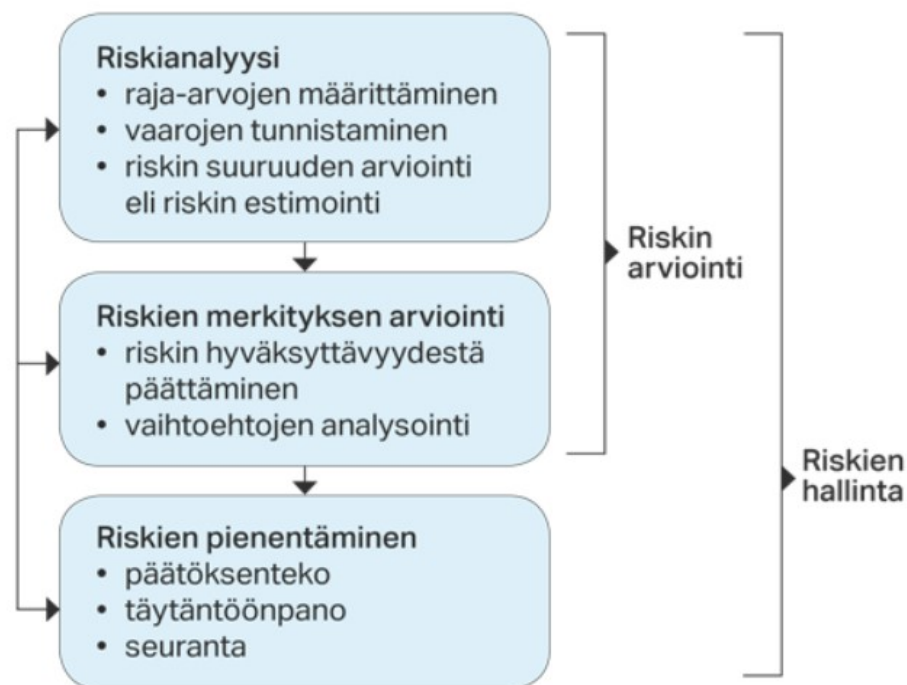 Riskianalyysi
• raja-arvojen määrittäminen
• vaarojen tunnistaminen
• riskin suuruuden arviointi
eli riskin estimointi
Riskien merkityksen arviointi
• riskin hyväksyttävyydestä
päättäminen
• vaihtoehtojen analysointi
Riskien pienentäminen
• päätöksenteko
• täytäntöönpano
• seuranta
Riskin
arviointi
Riskien
hallinta